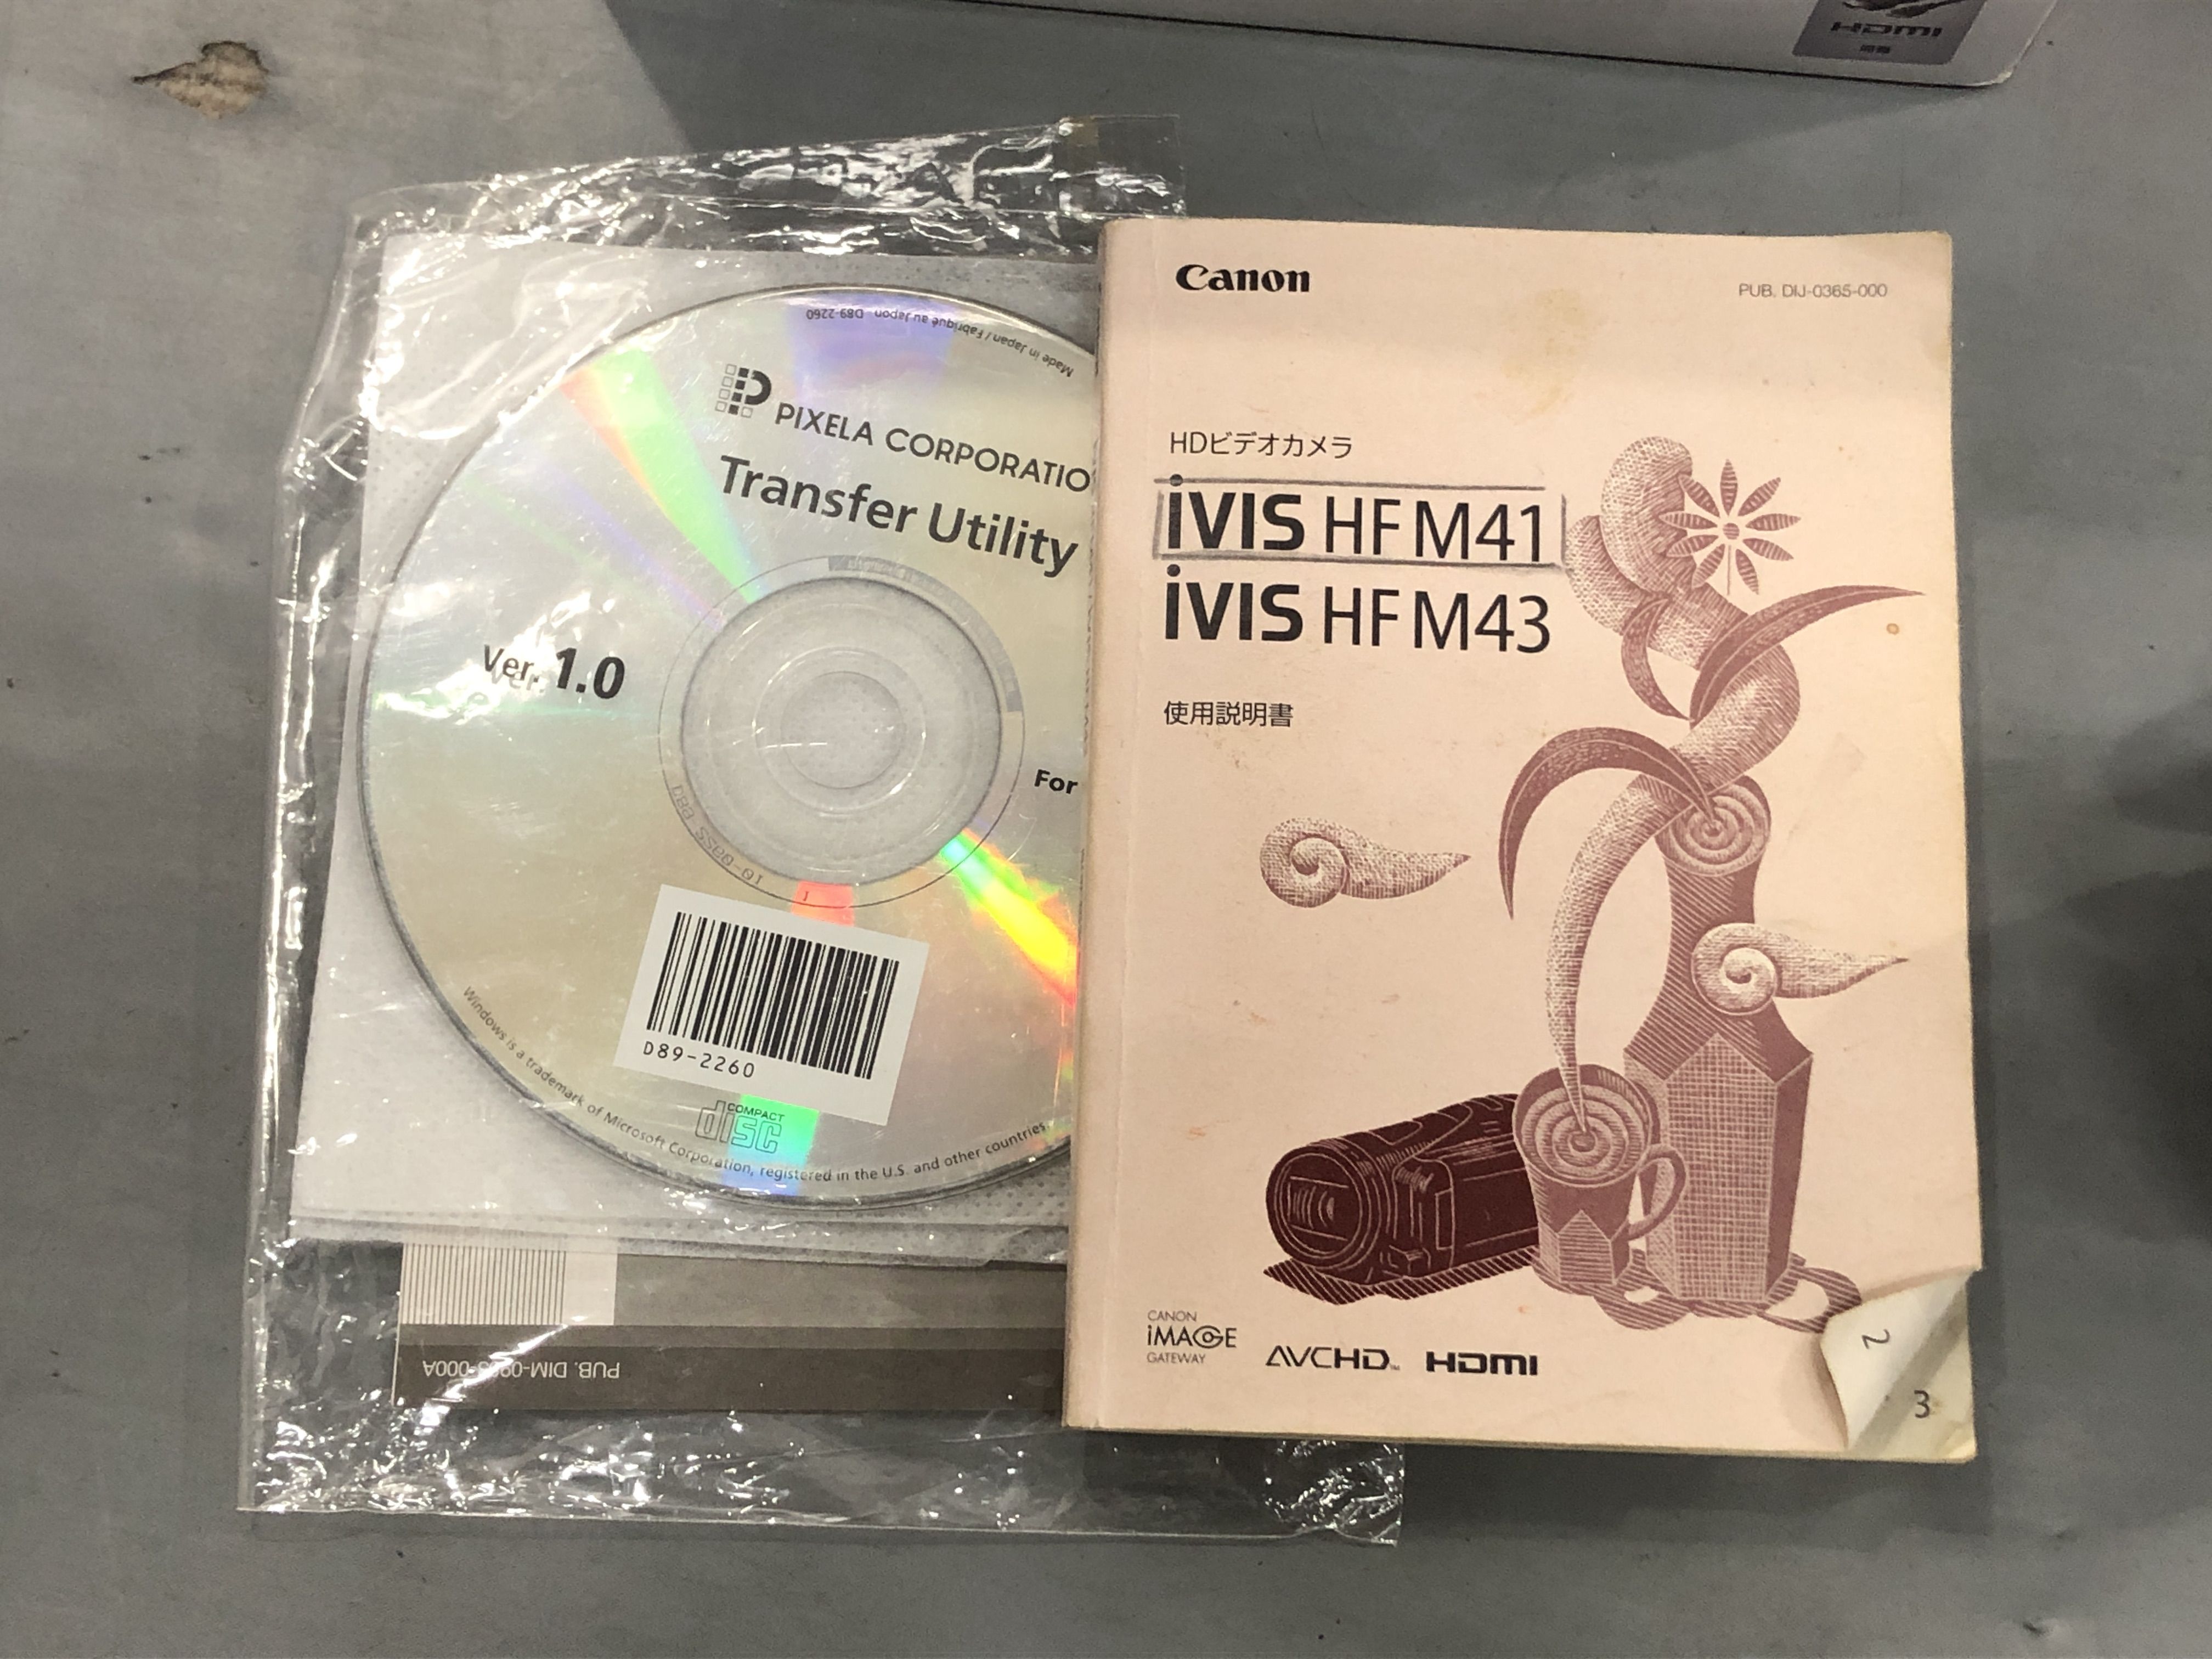 HDMI
Made in Japan / Fabriqué au Japon D89-2260
PIXELA CORPORATIO
Transfer Utility
Ver. 1.0
For
D89-2260
COMPACT
disc
Windows is a trademark of Microsoft Corporation, registered in the U.S. and other countries.
PUB.
Canon
PUB. DIJ-0365-000
HDビデオカメラ
iVIS HF M41
iVIS HF M43
使用説明書
CANON
iMAGE
GATEWAY
AVCHD™
HDMI
2
3